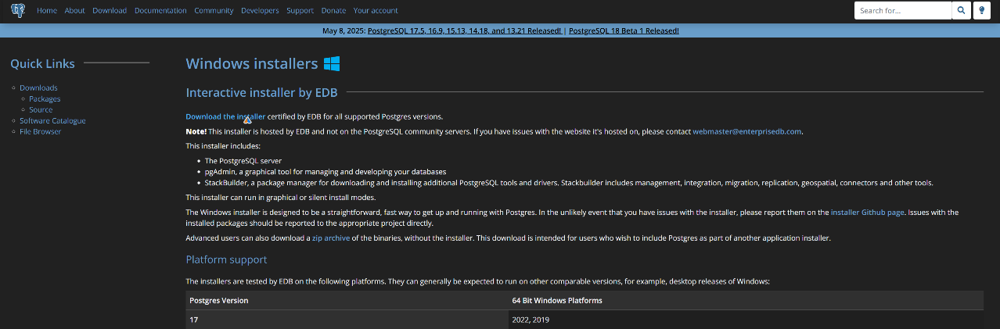 Home About Download Documentation Community Developers Support Donate Your account Search for...
May 8, 2025: PostgreSQL 17.5, 16.9, 15.13, 14.18, and 13.21 Released! | PostgreSQL 18 Beta 1 Released!
Quick Links
Downloads
Packages
Source
Software Catalogue
File Browser
Windows installers
Interactive installer by EDB
Download the installer certified by EDB for all supported Postgres versions.
Note! This installer is hosted by EDB and not on the PostgreSQL community servers. If you have issues with the website it's hosted on, please contact webmaster@enterprisedb.com.
This installer includes:
The PostgreSQL server
pgAdmin, a graphical tool for managing and developing your databases
StackBuilder, a package manager for downloading and installing additional PostgreSQL tools and drivers. Stackbuilder includes management, integration, migration, replication, geospatial, connectors and other tools.
This installer can run in graphical or silent install modes.
The Windows installer is designed to be a straightforward, fast way to get up and running with Postgres. In the unlikely event that you have issues with the installer, please report them on the installer Github page. Issues with the
installed packages should be reported to the appropriate project directly.
Advanced users can also download a zip archive of the binaries, without the installer. This download is intended for users who wish to include Postgres as part of another application installer.
Platform support
The installers are tested by EDB on the following platforms. They can generally be expected to run on other comparable versions, for example, desktop releases of Windows:
Postgres Version 64 Bit Windows Platforms
17 2022, 2019